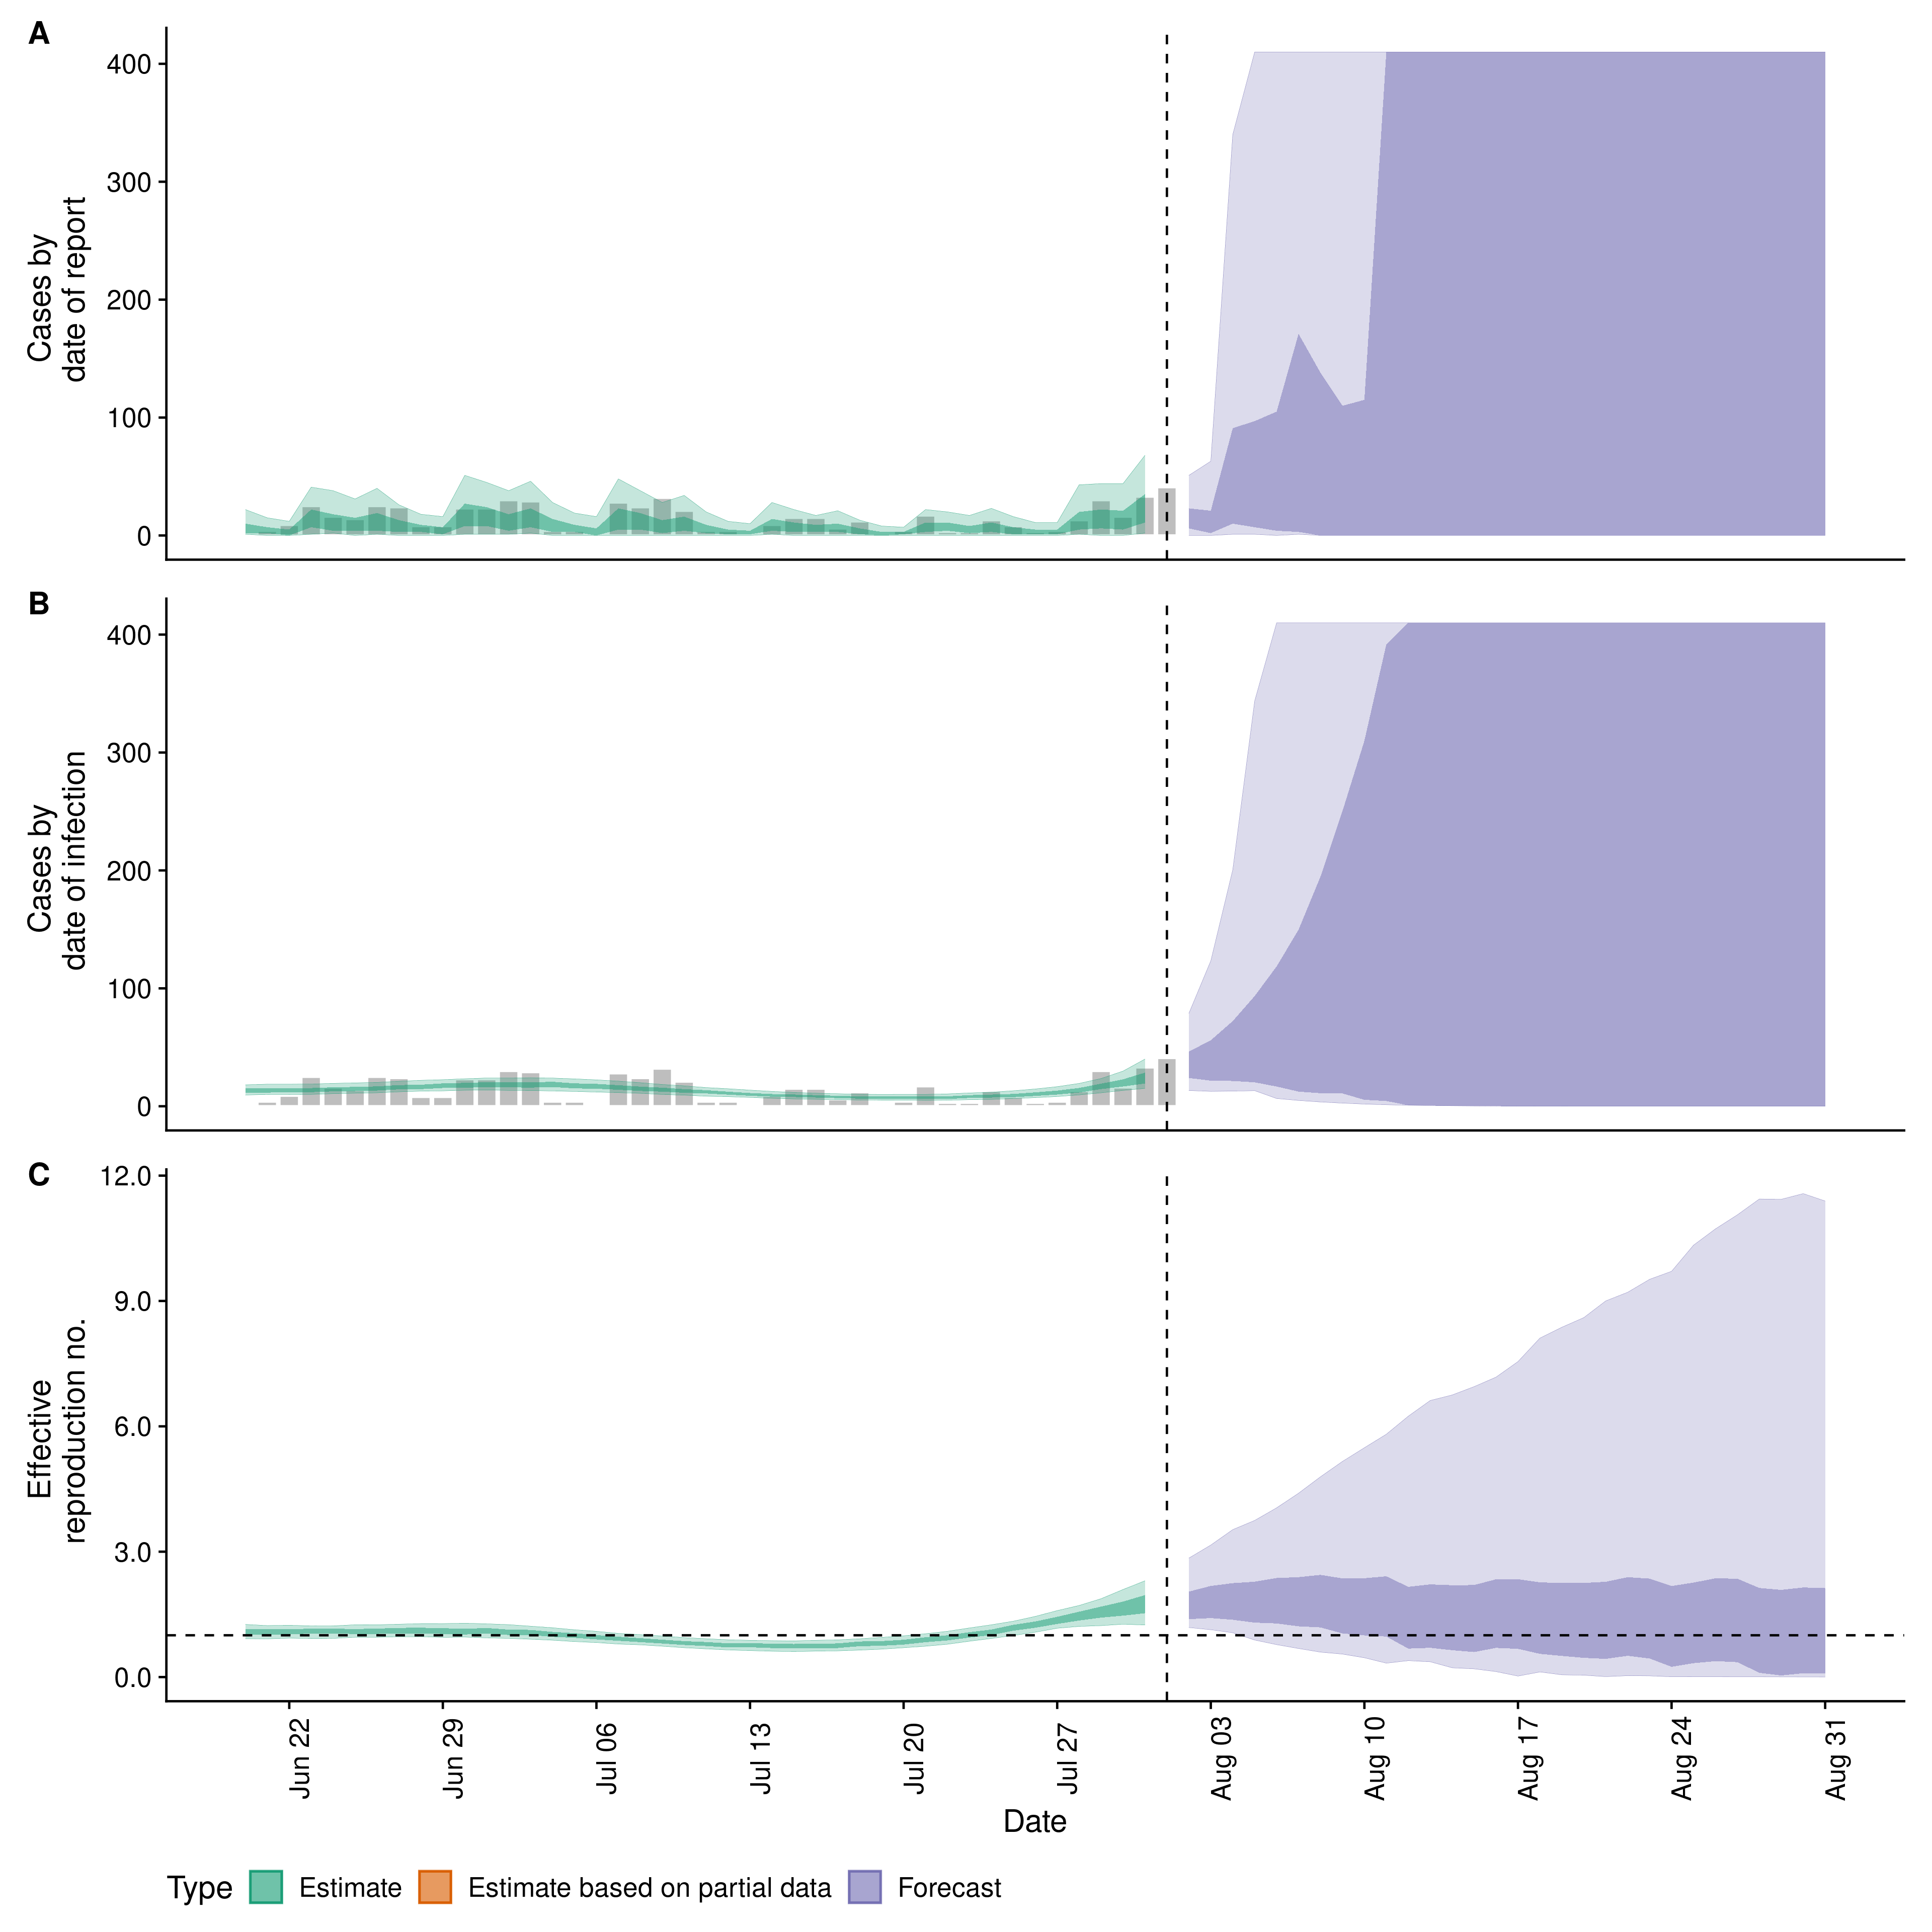 A
400
300
200
100
0
Cases by
date of report
B
400
300
200
100
0
Cases by
date of infection
C
12.0
9.0
6.0
3.0
0.0
Effective
reproduction no.
Jun 22
Jun 29
Jul 06
Jul 13
Jul 20
Jul 27
Aug 03
Aug 10
Aug 17
Aug 24
Aug 31
Date
Type Estimate Estimate based on partial data Forecast